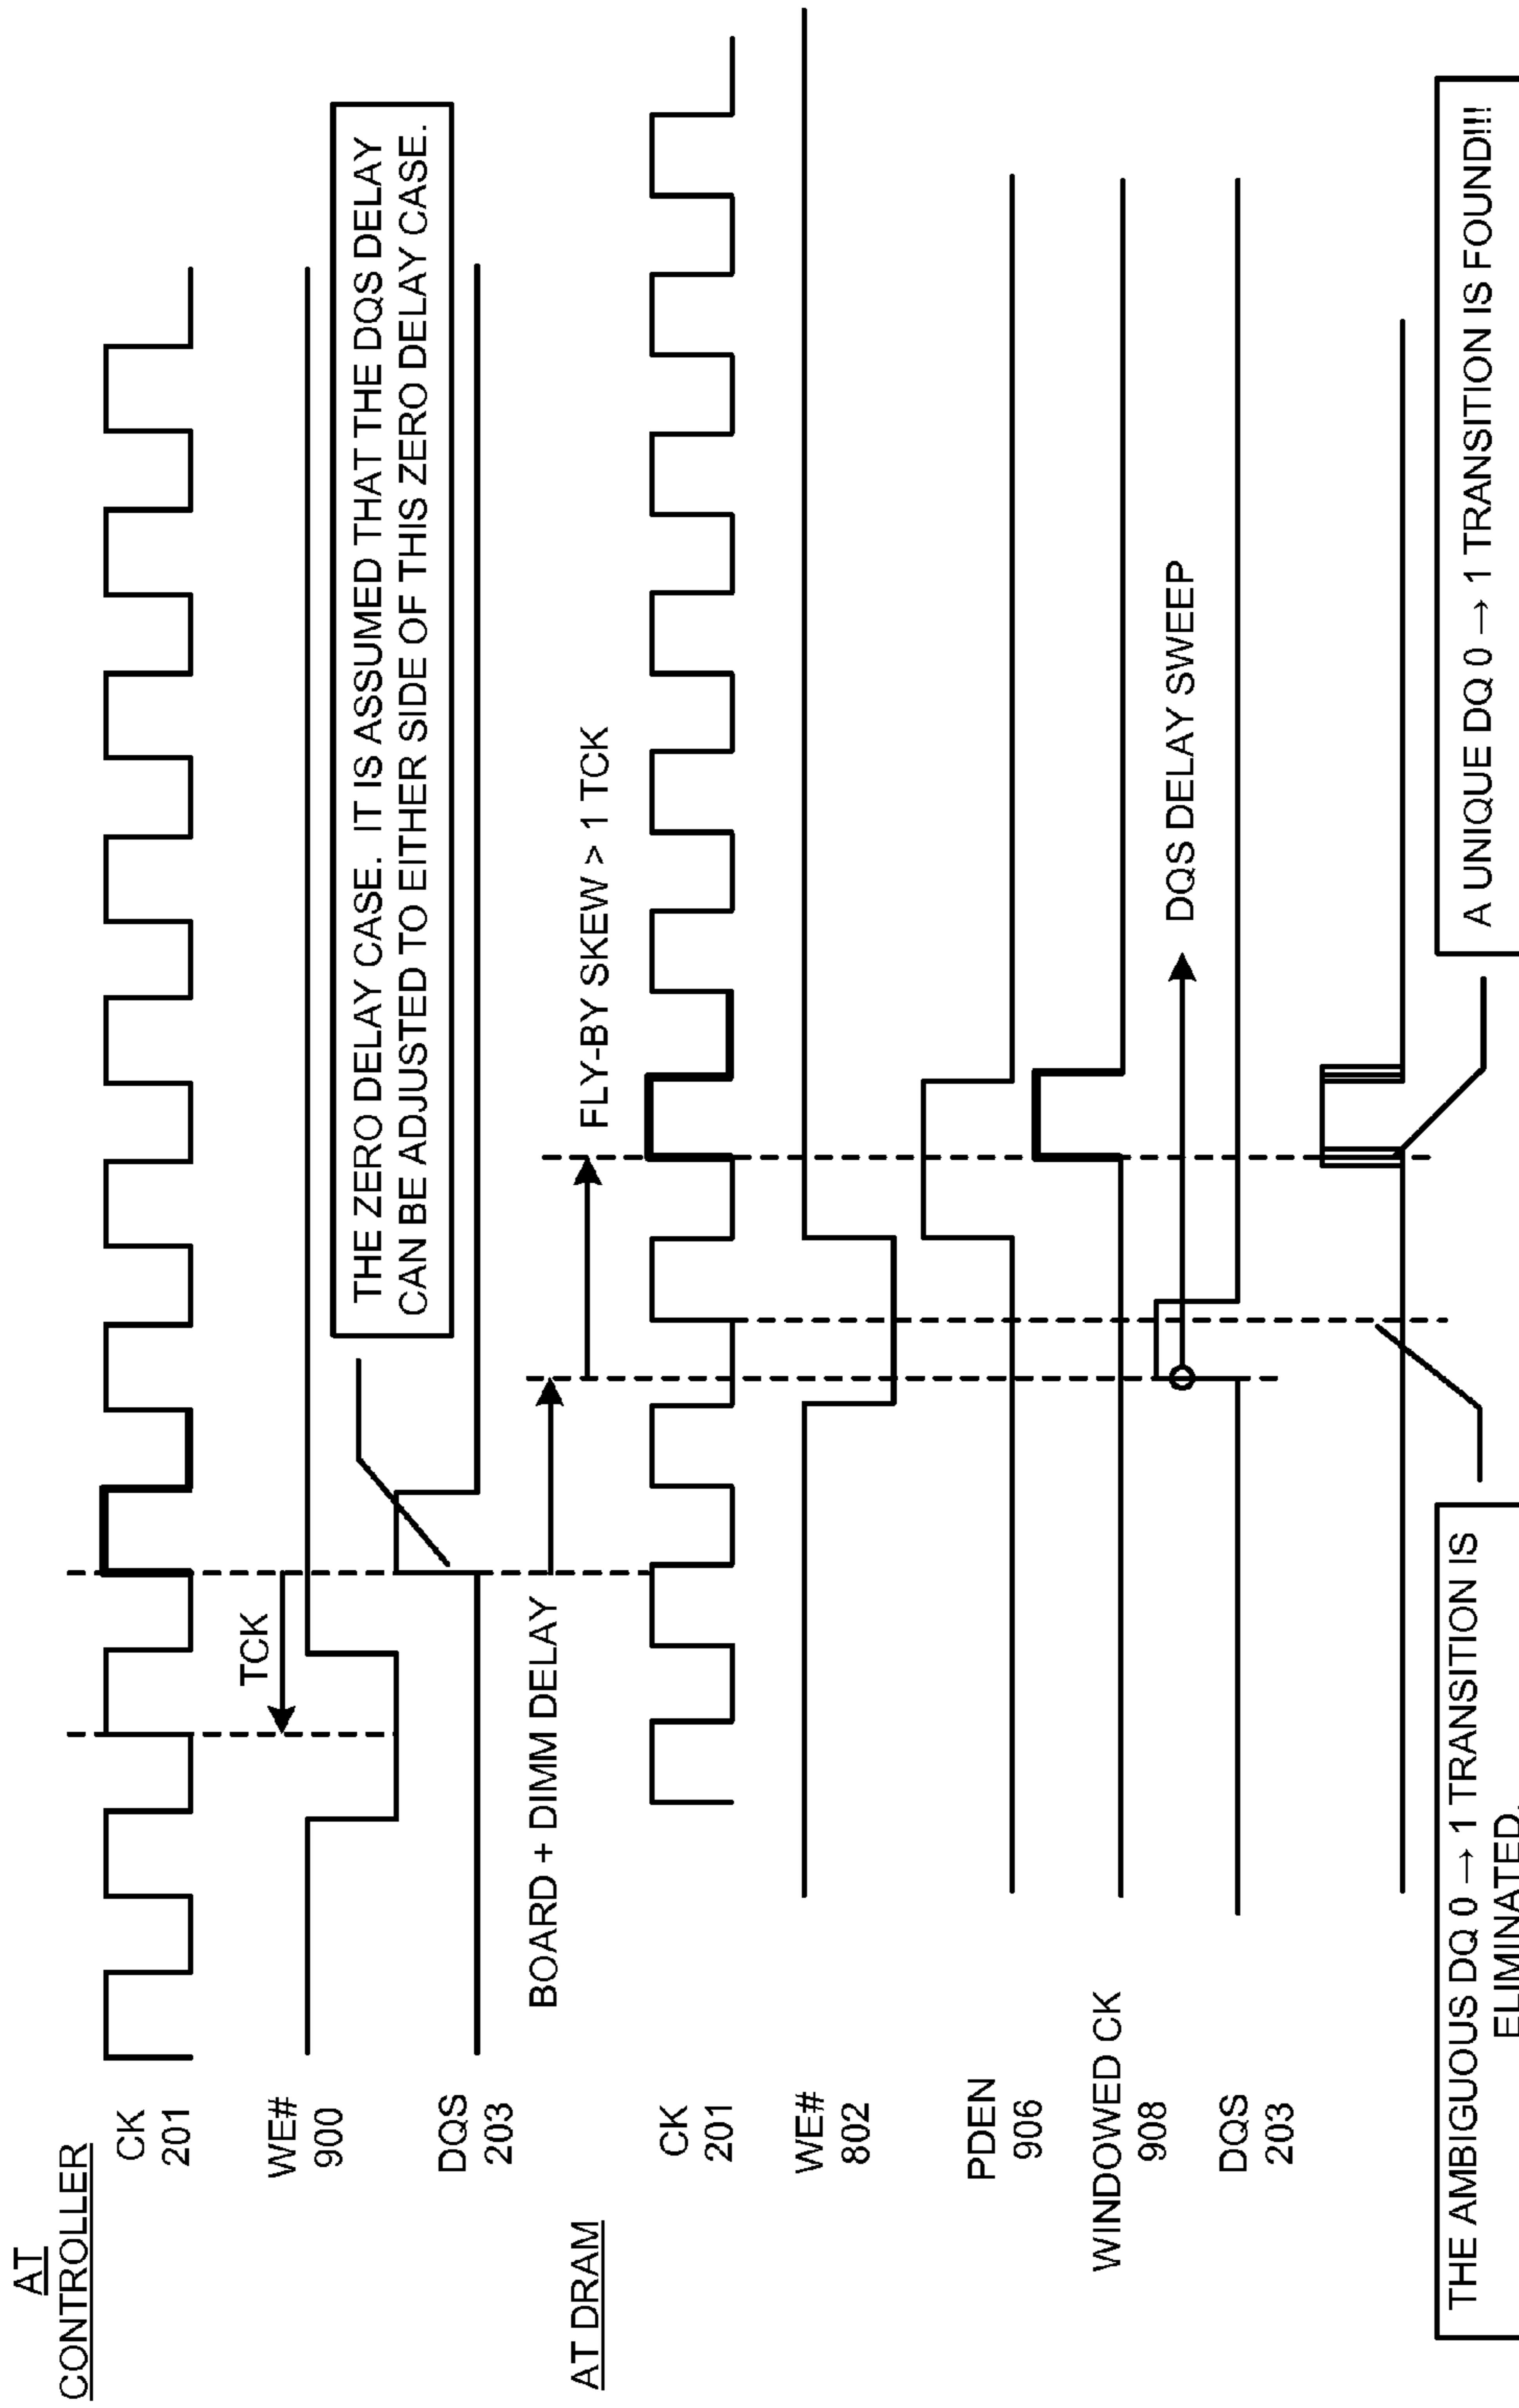 AT
CONTROLLER
CK
201
WE#
900
TCK
DQS
203
THE ZERO DELAY CASE. IT IS ASSUMED THAT THE DQS DELAY
CAN BE ADJUSTED TO EITHER SIDE OF THIS ZERO DELAY CASE.
BOARD + DIMM DELAY
FLY-BY SKEW > 1 TCK
AT DRAM
CK
201
WE#
802
PDEN
906
WINDOWED CK
908
DQS
203
DQS DELAY SWEEP
THE AMBIGUOUS DQ 0 → 1 TRANSITION IS
ELIMINATED.
A UNIQUE DQ 0 → 1 TRANSITION IS FOUND!!!